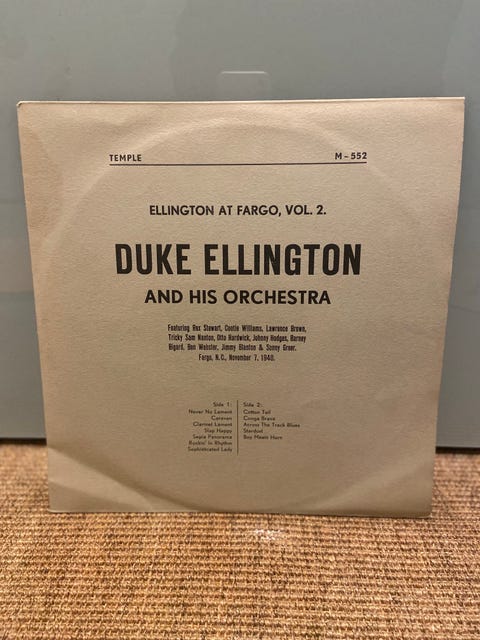 TEMPLE M-552
ELLINGTON AT FARGO, VOL. 2.
DUKE ELLINGTON
AND HIS ORCHESTRA
Featuring Rex Stewart, Cootie Williams, Lawrence Brown,
Tricky Sam Nanton, Otto Hardwick, Johnny Hodges, Barney
Bigard, Ben Webster, Jimmy Blanton & Sonny Greer.
Fargo, N.C., November 7, 1940.
Side 1:
Never No Lament
Caravan
Clarinet Lament
Slap Happy
Sepia Panorama
Rockin' In Rhythm
Sophisticated Lady
Side 2:
Cotton Tail
Conga Brava
Across The Track Blues
Stardust
Boy Meets Horn